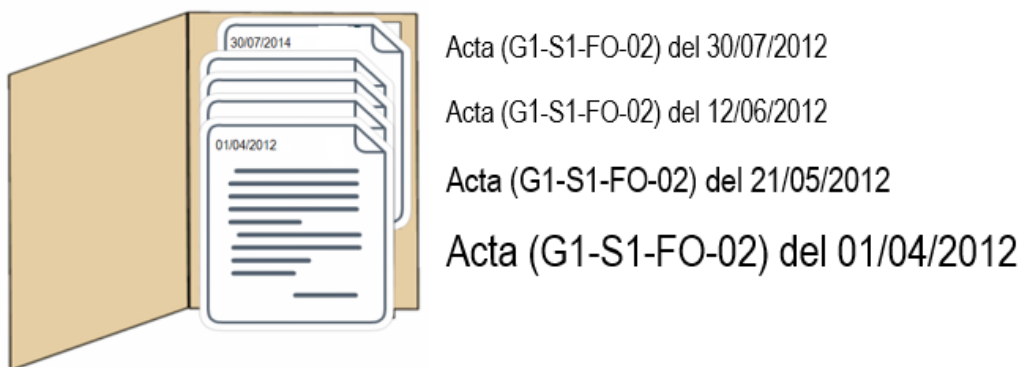 30/07/2014
01/04/2012
Acta (G1-S1-FO-02) del 30/07/2012
Acta (G1-S1-FO-02) del 12/06/2012
Acta (G1-S1-FO-02) del 21/05/2012
Acta (G1-S1-FO-02) del 01/04/2012